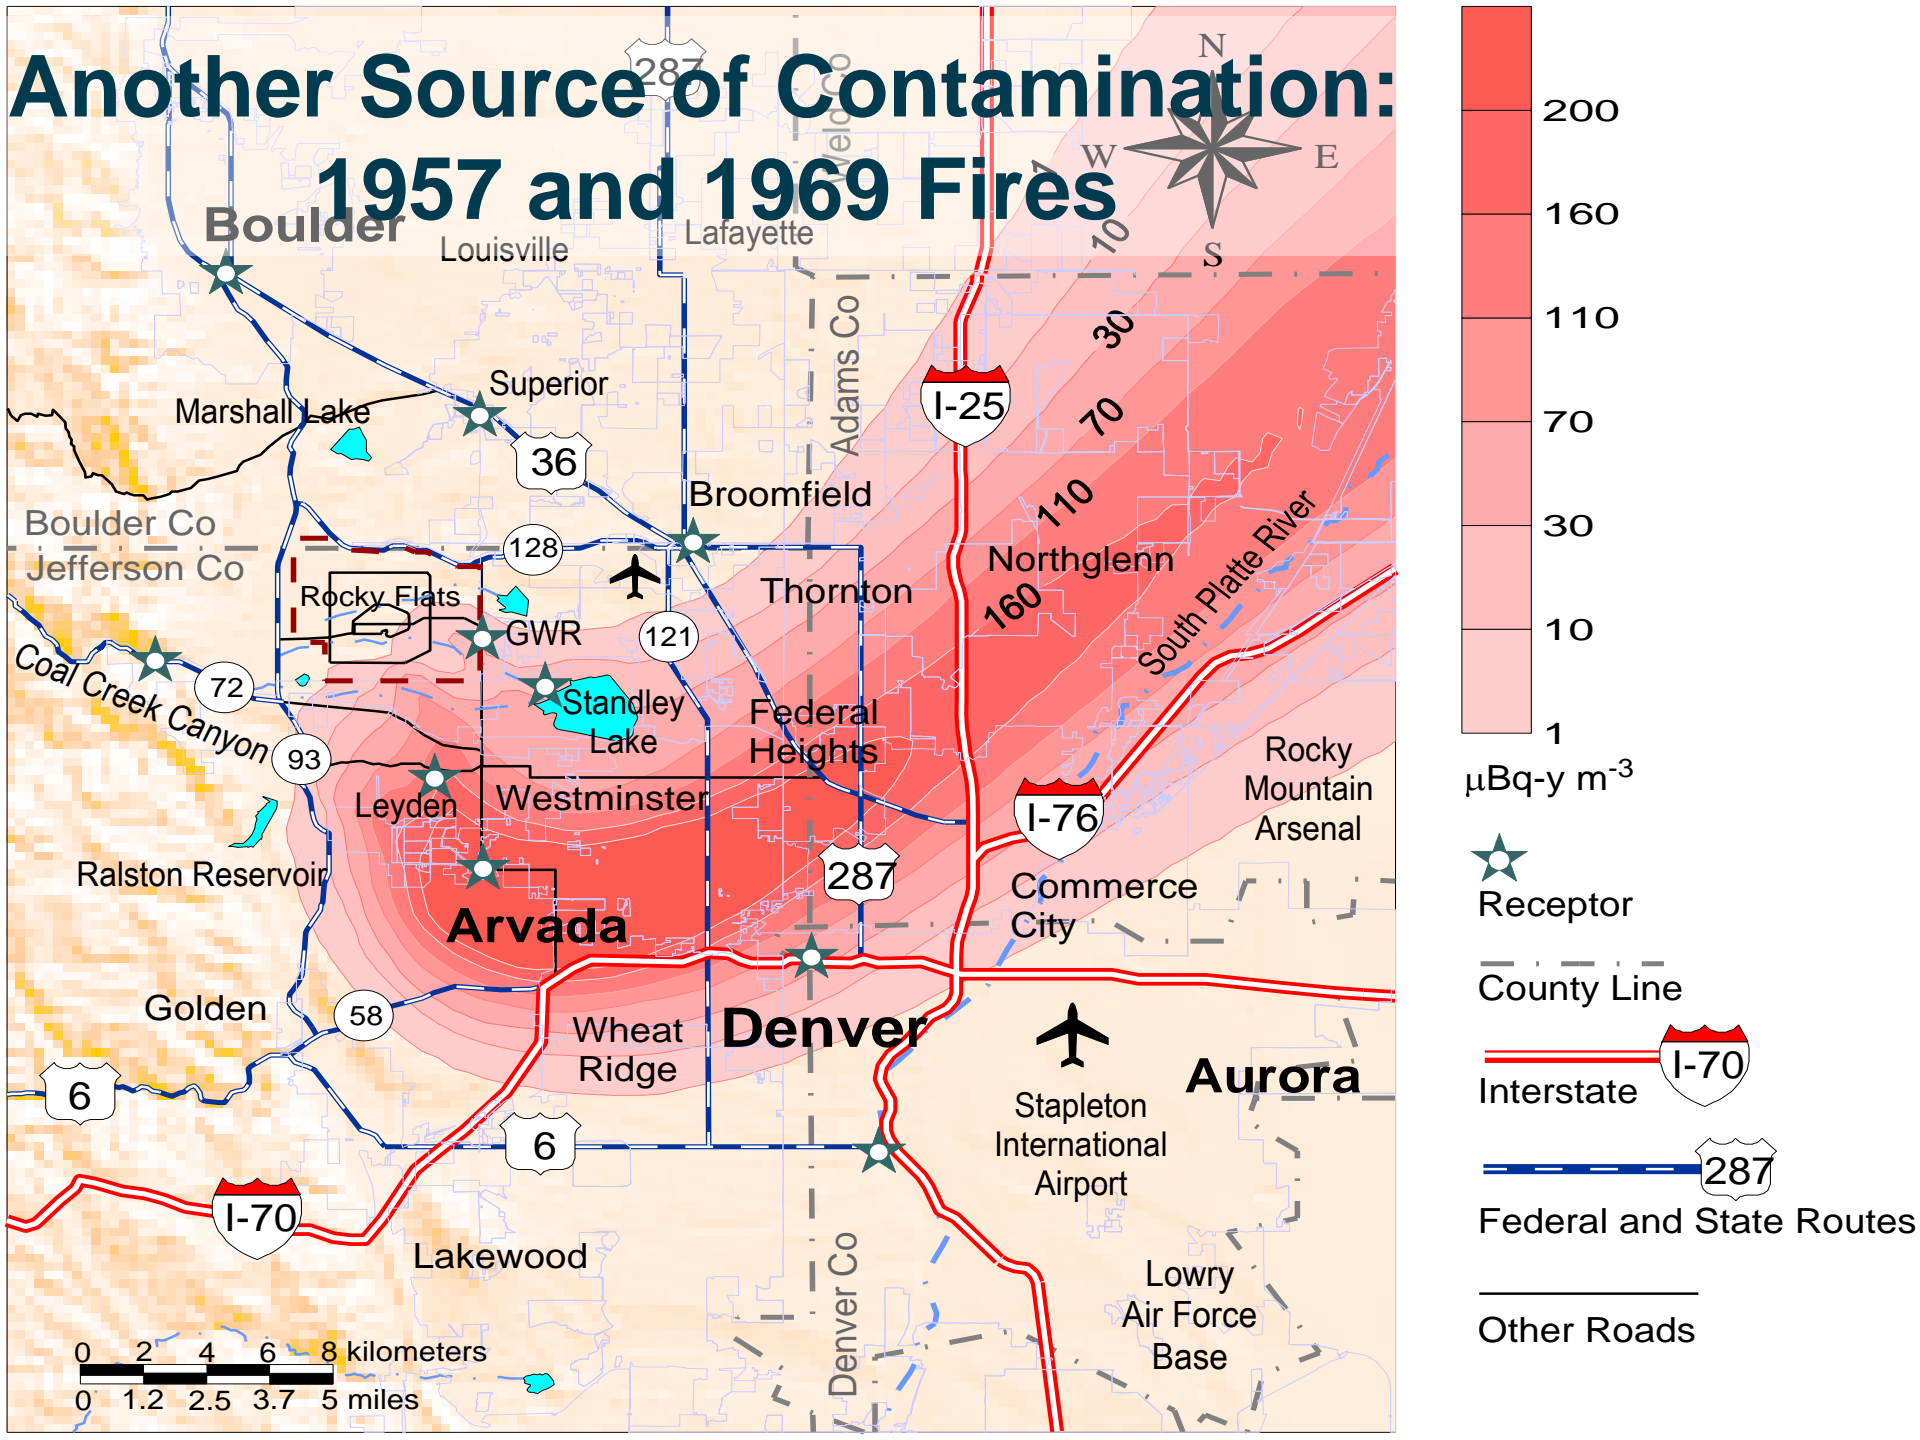 Another Source of Contamination:
1957 and 1969 Fires
287
Weld Co
N
W
E
S
1
10
Boulder
Louisville
Lafayette
Adams Co
30
I-25
Superior
Marshall Lake
70
36
Broomfield
110
Boulder Co
Jefferson Co
128
Northglenn
South Platte River
Rocky Flats
Thornton
160
GWR
121
Coal Creek Canyon
72
Standley
Lake
Federal
Heights
93
Rocky
Mountain
Arsenal
Leyden
Westminster
I-76
Ralston Reservoir
287
Commerce
City
Arvada
Golden
58
Wheat
Ridge
Denver
Aurora
6
Stapleton
International
Airport
6
I-70
Lakewood
Denver Co
Lowry
Air Force
Base
0 2 4 6 8 kilometers
0 1.2 2.5 3.7 5 miles
200
160
110
70
30
10
1
µBq-y m-3
Receptor
County Line
I-70
Interstate
287
Federal and State Routes
Other Roads